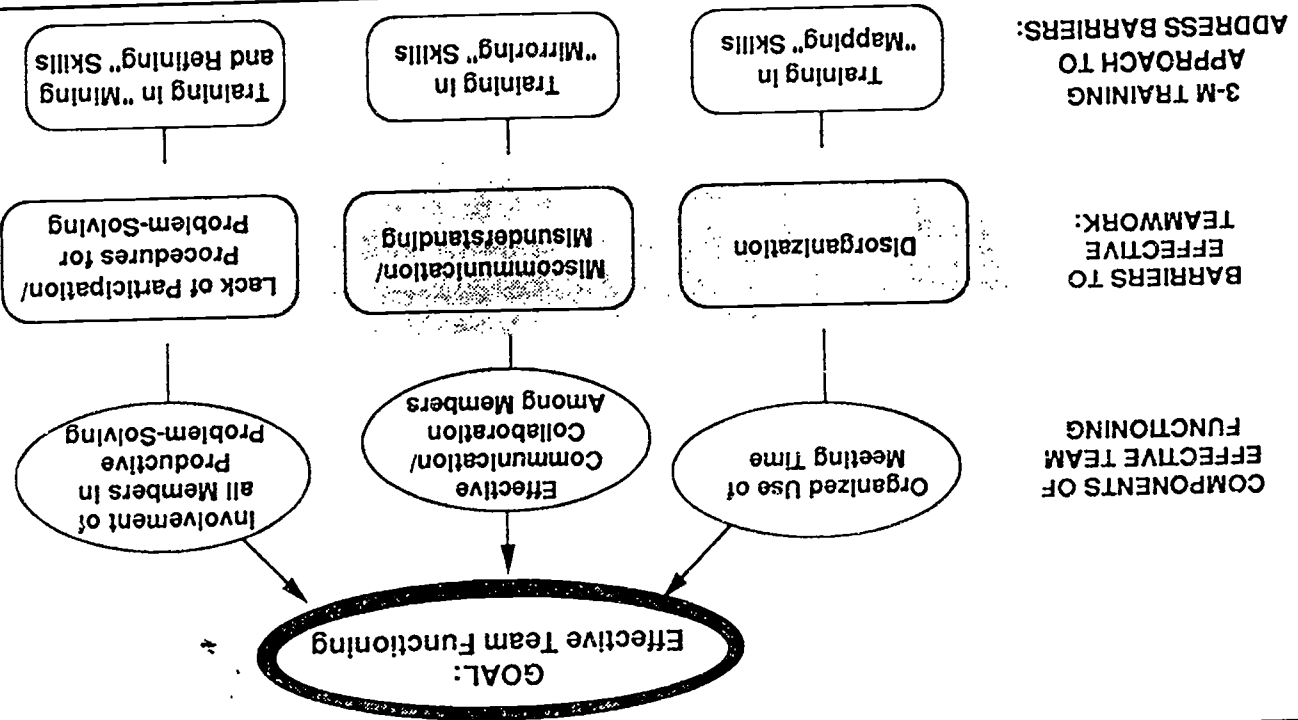 GOAL:
Effective Team Functioning
COMPONENTS OF
EFFECTIVE TEAM
FUNCTIONING
Organized Use of
Meeting Time
Effective
Communication/
Collaboration
Among Members
Involvement of
all Members in
Productive
Problem-Solving
BARRIERS TO
EFFECTIVE
TEAMWORK:
Disorganization
Miscommunication/
Misunderstanding
Lack of Participation/
Procedures for
Problem-Solving
3-M TRAINING
APPROACH TO
ADDRESS BARRIERS:
Training in
"Mapping" Skills
Training in
"Mirroring" Skills
Training in "Mining"
and Refining" Skills